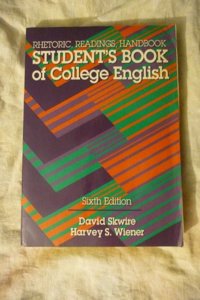 RHETORIC, READINGS, HANDBOOK
STUDENT'S BOOK
of College English
Sixth Edition
David Skwire
Harvey S. Wiener